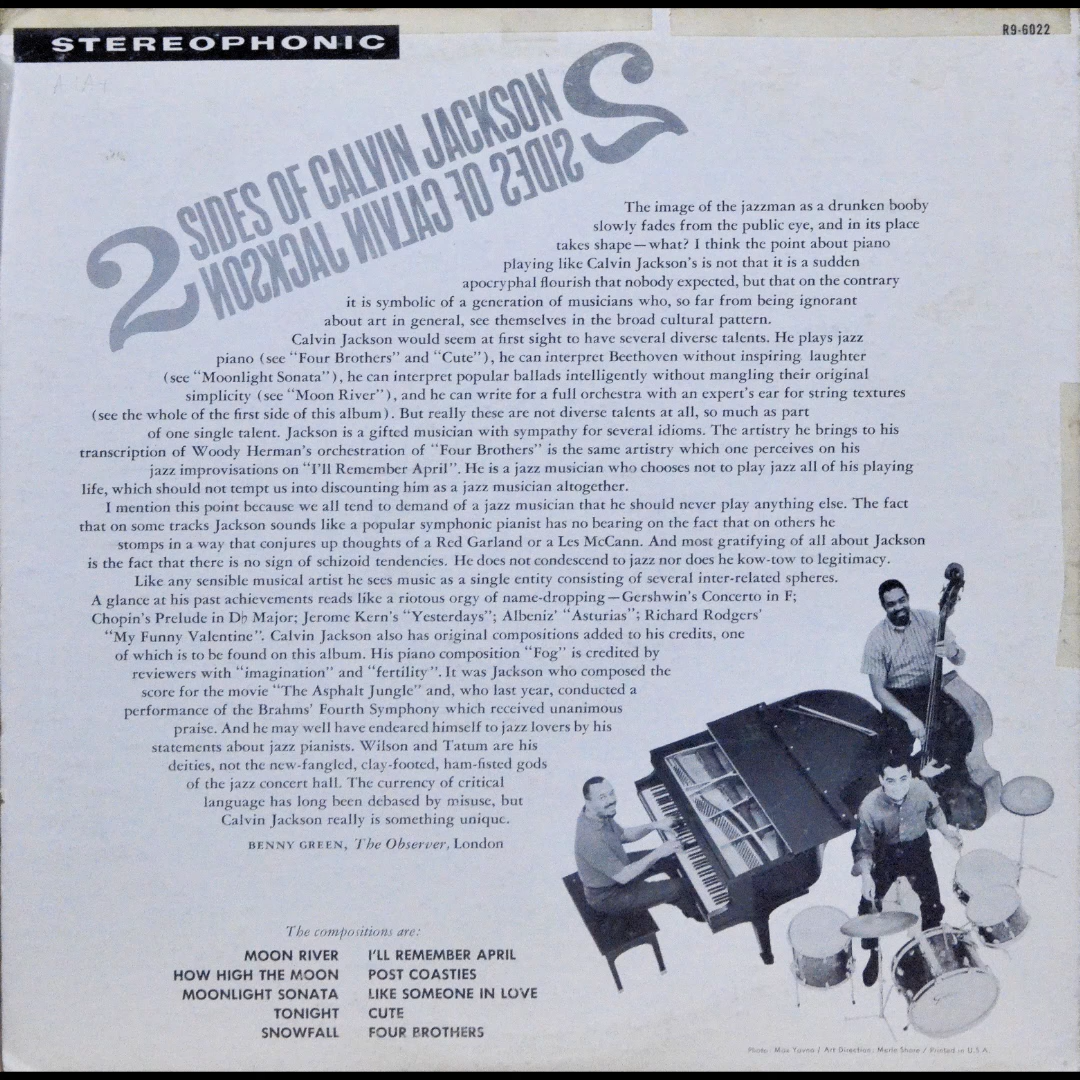 STEREOPHONIC
R9-6022
2 SIDES OF CALVIN JACKSON
2 SIDES OF CALVIN JACKSON
The image of the jazzman as a drunken booby
slowly fades from the public eye, and in its place
takes shape—what? I think the point about piano
playing like Calvin Jackson's is not that it is a sudden
apocryphal flourish that nobody expected, but that on the contrary
it is symbolic of a generation of musicians who, so far from being ignorant
about art in general, see themselves in the broad cultural pattern.
Calvin Jackson would seem at first sight to have several diverse talents. He plays jazz
piano (see "Four Brothers" and "Cute"), he can interpret Beethoven without inspiring laughter
(see "Moonlight Sonata"), he can interpret popular ballads intelligently without mangling their original
simplicity (see "Moon River"), and he can write for a full orchestra with an expert's ear for string textures
(see the whole of the first side of this album). But really these are not diverse talents at all, so much as part
of one single talent. Jackson is a gifted musician with sympathy for several idioms. The artistry he brings to his
transcription of Woody Herman's orchestration of "Four Brothers" is the same artistry which one perceives on his
jazz improvisations on "I'll Remember April". He is a jazz musician who chooses not to play jazz all of his playing
life, which should not tempt us into discounting him as a jazz musician altogether.
I mention this point because we all tend to demand of a jazz musician that he should never play anything else. The fact
that on some tracks Jackson sounds like a popular symphonic pianist has no bearing on the fact that on others he
stomps in a way that conjures up thoughts of a Red Garland or a Les McCann. And most gratifying of all about Jackson
is the fact that there is no sign of schizoid tendencies. He does not condescend to jazz nor does he kow-tow to legitimacy.
Like any sensible musical artist he sees music as a single entity consisting of several inter-related spheres.
A glance at his past achievements reads like a riotous orgy of name-dropping—Gershwin's Concerto in F;
Chopin's Prelude in D♭ Major; Jerome Kern's "Yesterdays"; Albeniz' "Asturias"; Richard Rodgers'
"My Funny Valentine". Calvin Jackson also has original compositions added to his credits, one
of which is to be found on this album. His piano composition "Fog" is credited by
reviewers with "imagination" and "fertility". It was Jackson who composed the
score for the movie "The Asphalt Jungle" and, who last year, conducted a
performance of the Brahms' Fourth Symphony which received unanimous
praise. And he may well have endeared himself to jazz lovers by his
statements about jazz pianists. Wilson and Tatum are his
deities, not the new-fangled, clay-footed, ham-fisted gods
of the jazz concert hall. The currency of critical
language has long been debased by misuse, but
Calvin Jackson really is something unique.
BENNY GREEN, The Observer, London
The compositions are:
MOON RIVER I'LL REMEMBER APRIL
HOW HIGH THE MOON POST COASTIES
MOONLIGHT SONATA LIKE SOMEONE IN LOVE
TONIGHT CUTE
SNOWFALL FOUR BROTHERS
Photo: Max Yavno / Art Direction: Merle Shore / Printed in U.S.A.